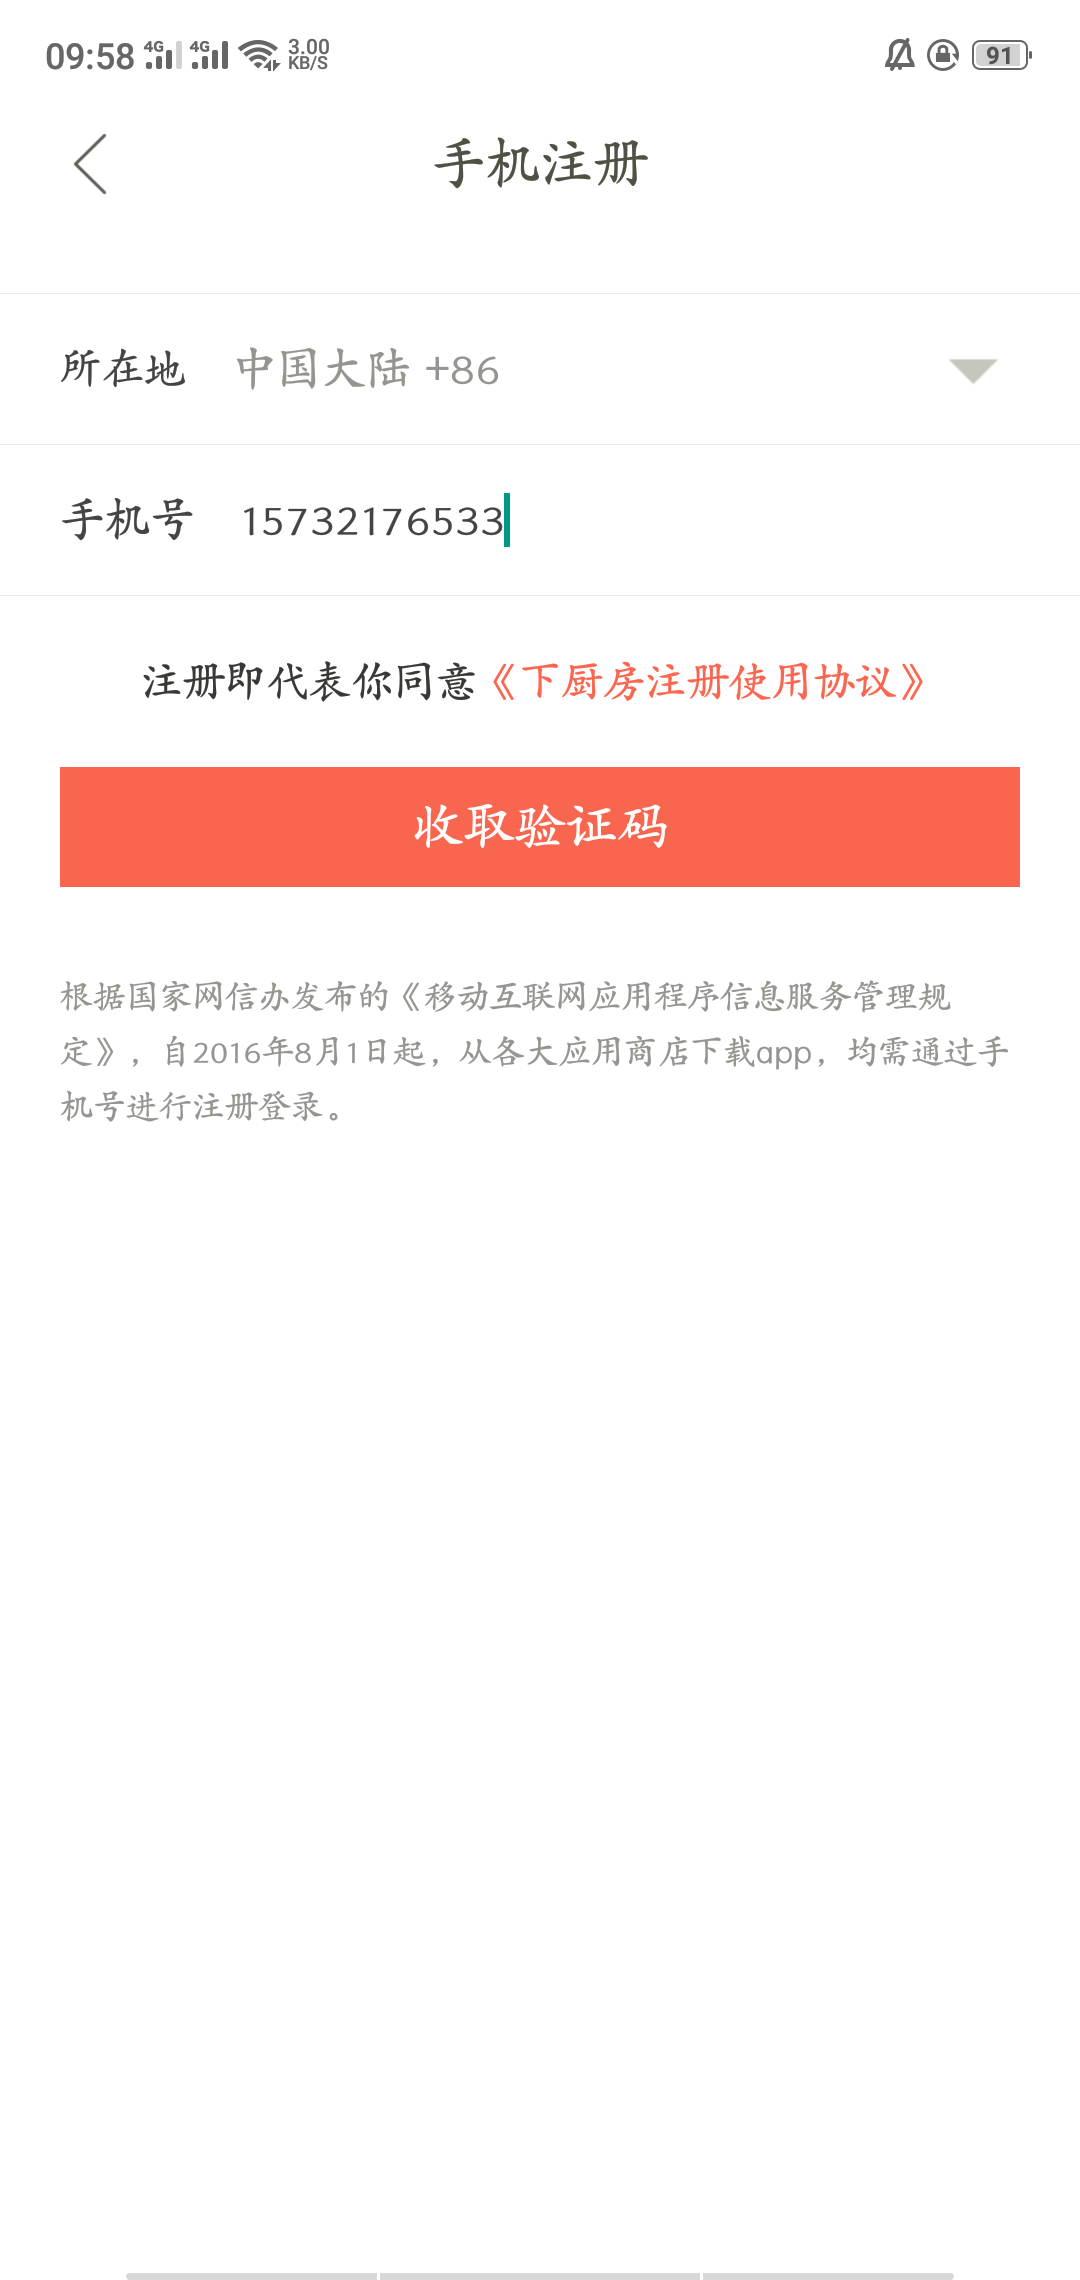 09:58 4G 4G 3.00 KB/S 91
手机注册
所在地 中国大陆 +86
手机号 15732176533
注册即代表你同意《下厨房注册使用协议》
收取验证码
根据国家网信办发布的《移动互联网应用程序信息服务管理规
定》，自2016年8月1日起，从各大应用商店下载app，均需通过手
机号进行注册登录。